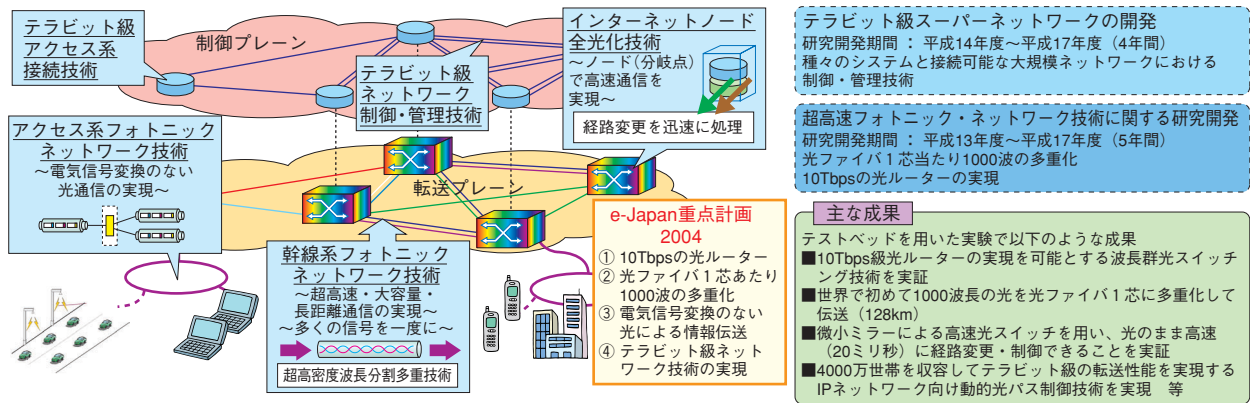 テラビット級
アクセス系
接続技術
制御プレーン
テラビット級
ネットワーク
制御・管理技術
インターネットノード
全光化技術
～ノード(分岐点)
で高速通信を
実現～
経路変更を迅速に処理
アクセス系フォトニック
ネットワーク技術
～電気信号変換のない
光通信の実現～
転送プレーン
幹線系フォトニック
ネットワーク技術
～超高速・大容量・
長距離通信の実現～
～多くの信号を一度に～
超高密度波長分割多重技術
e-Japan重点計画
2004
① 10Tbpsの光ルーター
② 光ファイバ１芯あたり
1000波の多重化
③ 電気信号変換のない
光による情報伝送
④ テラビット級ネット
ワーク技術の実現
テラビット級スーパーネットワークの開発
研究開発期間 ： 平成14年度～平成17年度（4年間）
種々のシステムと接続可能な大規模ネットワークにおける
制御・管理技術
超高速フォトニック・ネットワーク技術に関する研究開発
研究開発期間 ： 平成13年度～平成17年度（5年間）
光ファイバ１芯当たり1000波の多重化
10Tbpsの光ルーターの実現
主な成果
テストベッドを用いた実験で以下のような成果
■10Tbps級光ルーターの実現を可能とする波長群光スイッチ
ング技術を実証
■世界で初めて1000波長の光を光ファイバ１芯に多重化して
伝送（128km）
■微小ミラーによる高速光スイッチを用い、光のまま高速
（20ミリ秒）に経路変更・制御できることを実証
■4000万世帯を収容してテラビット級の転送性能を実現する
IPネットワーク向け動的光パス制御技術を実現　等